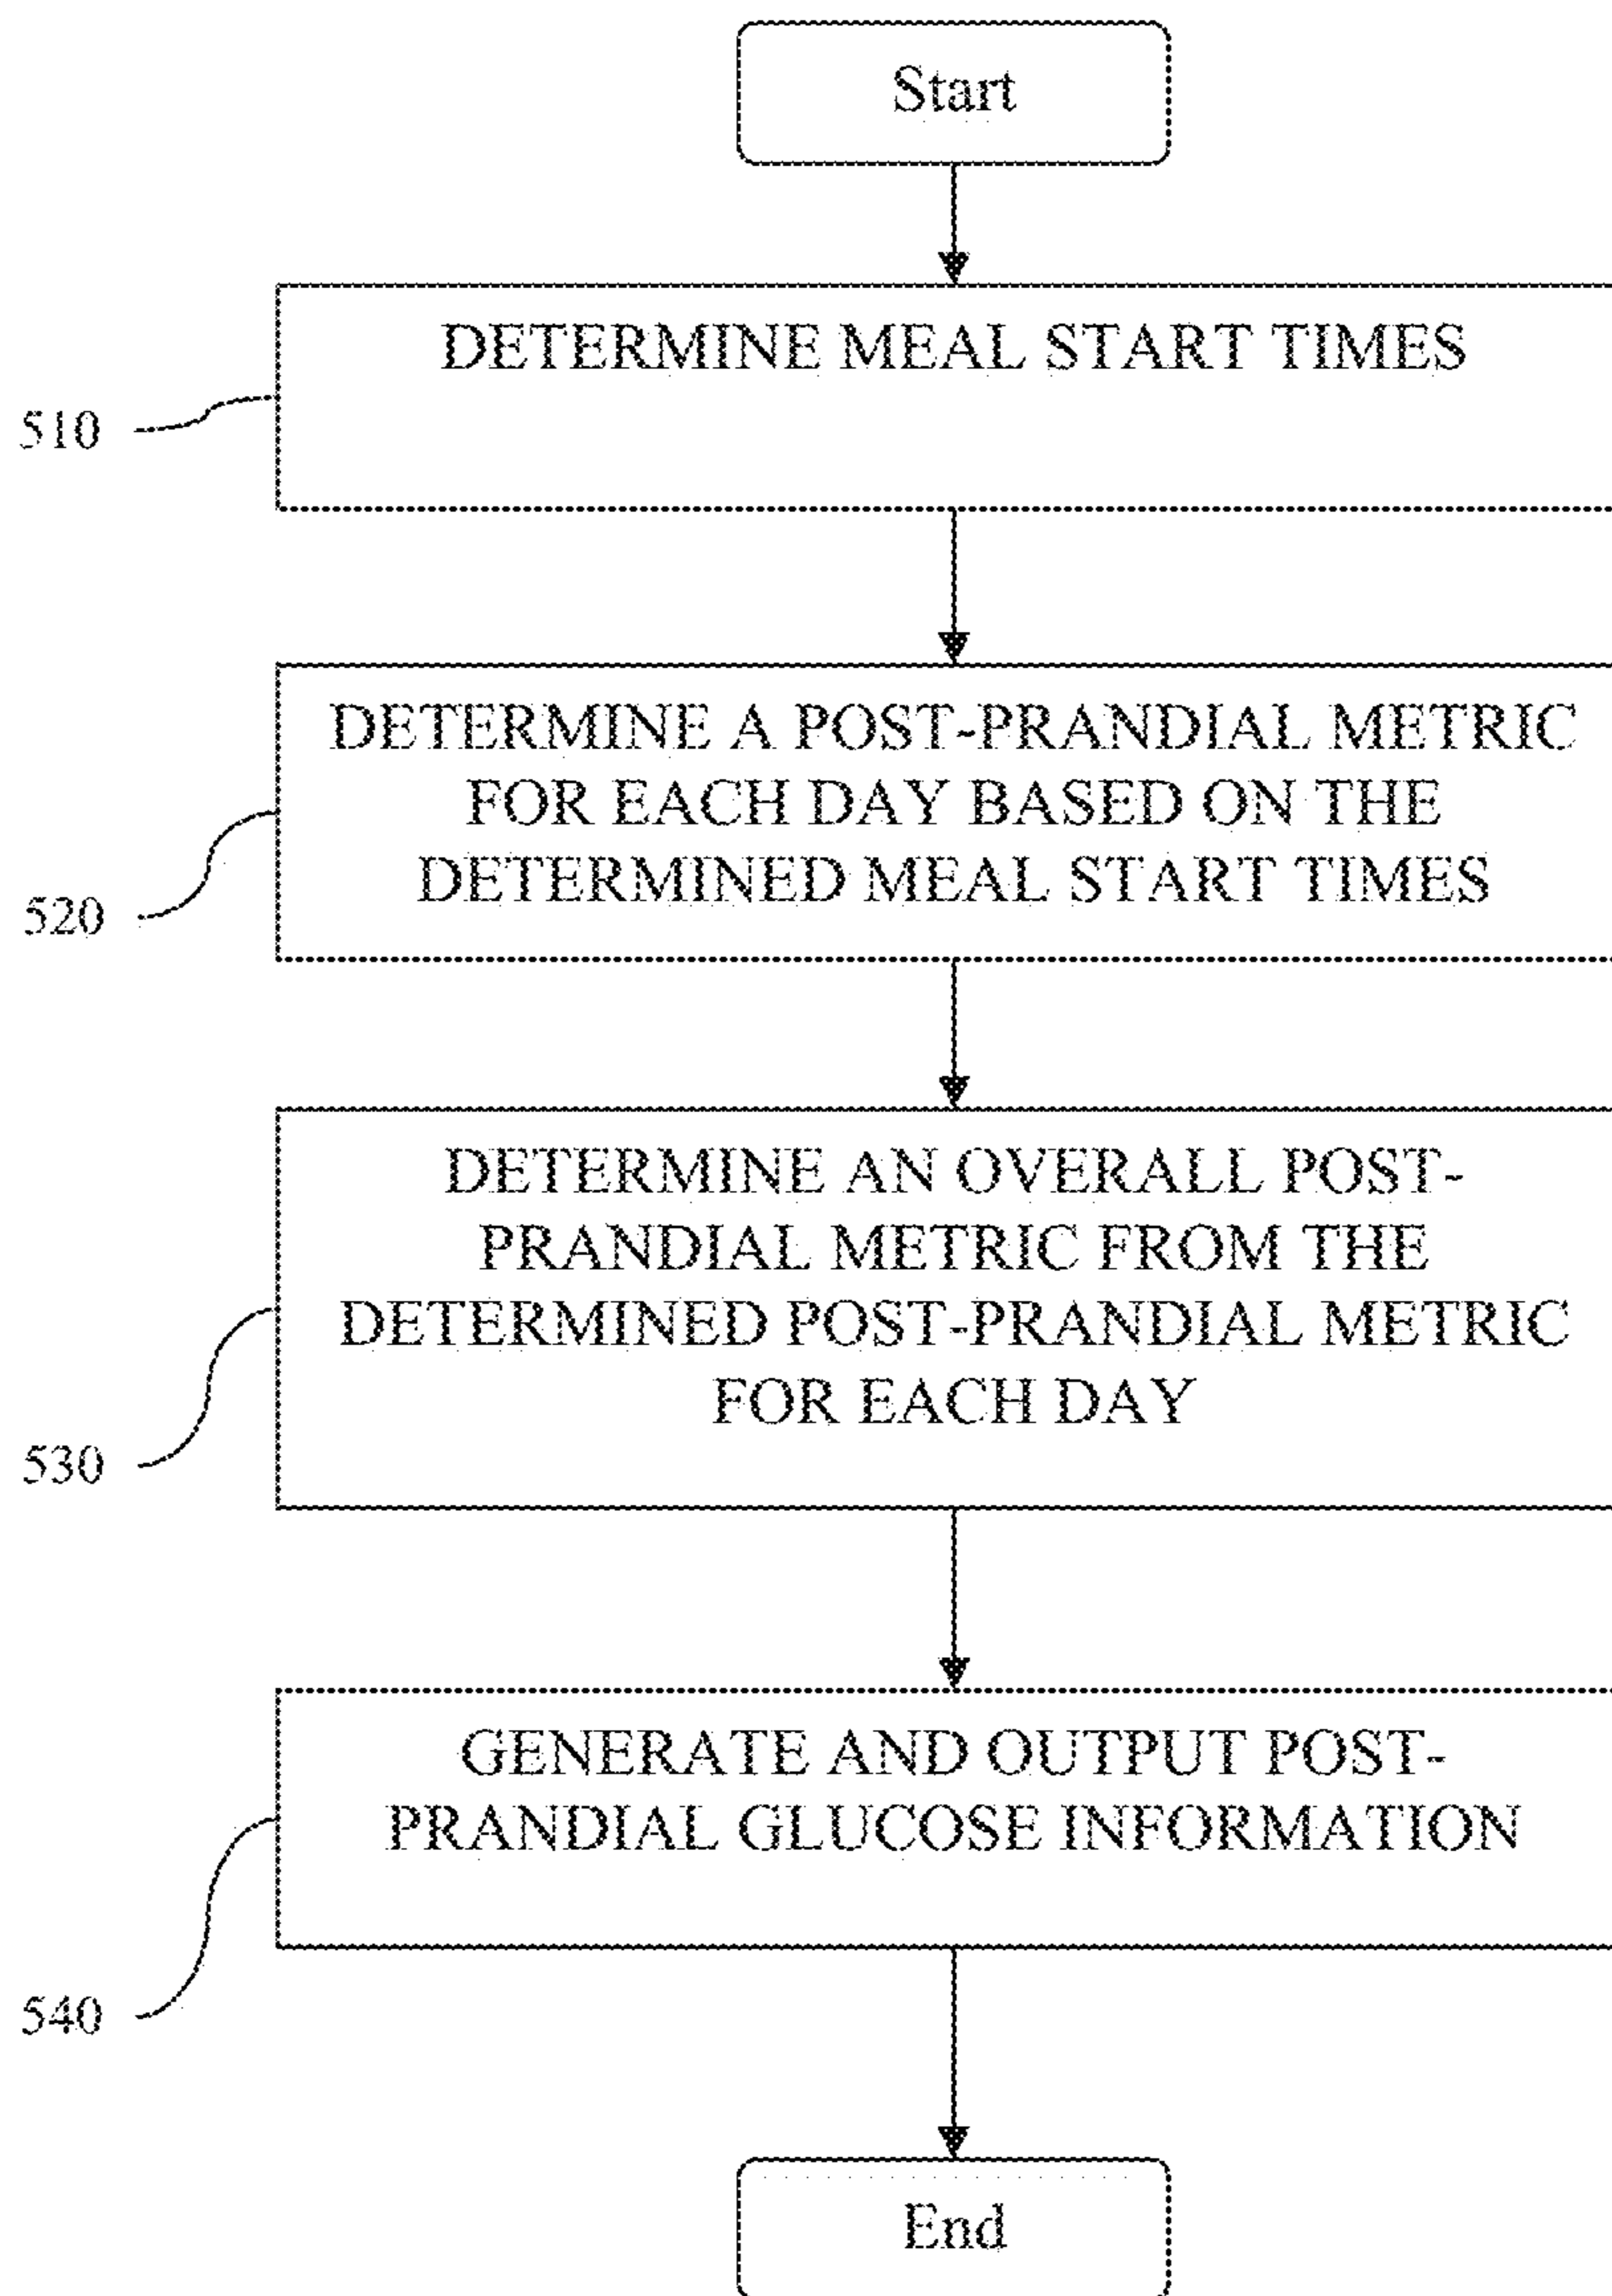 Start
DETERMINE MEAL START TIMES
510
DETERMINE A POST-PRANDIAL METRIC
FOR EACH DAY BASED ON THE
DETERMINED MEAL START TIMES
520
DETERMINE AN OVERALL POST-
PRANDIAL METRIC FROM THE
DETERMINED POST-PRANDIAL METRIC
FOR EACH DAY
530
GENERATE AND OUTPUT POST-
PRANDIAL GLUCOSE INFORMATION
540
End